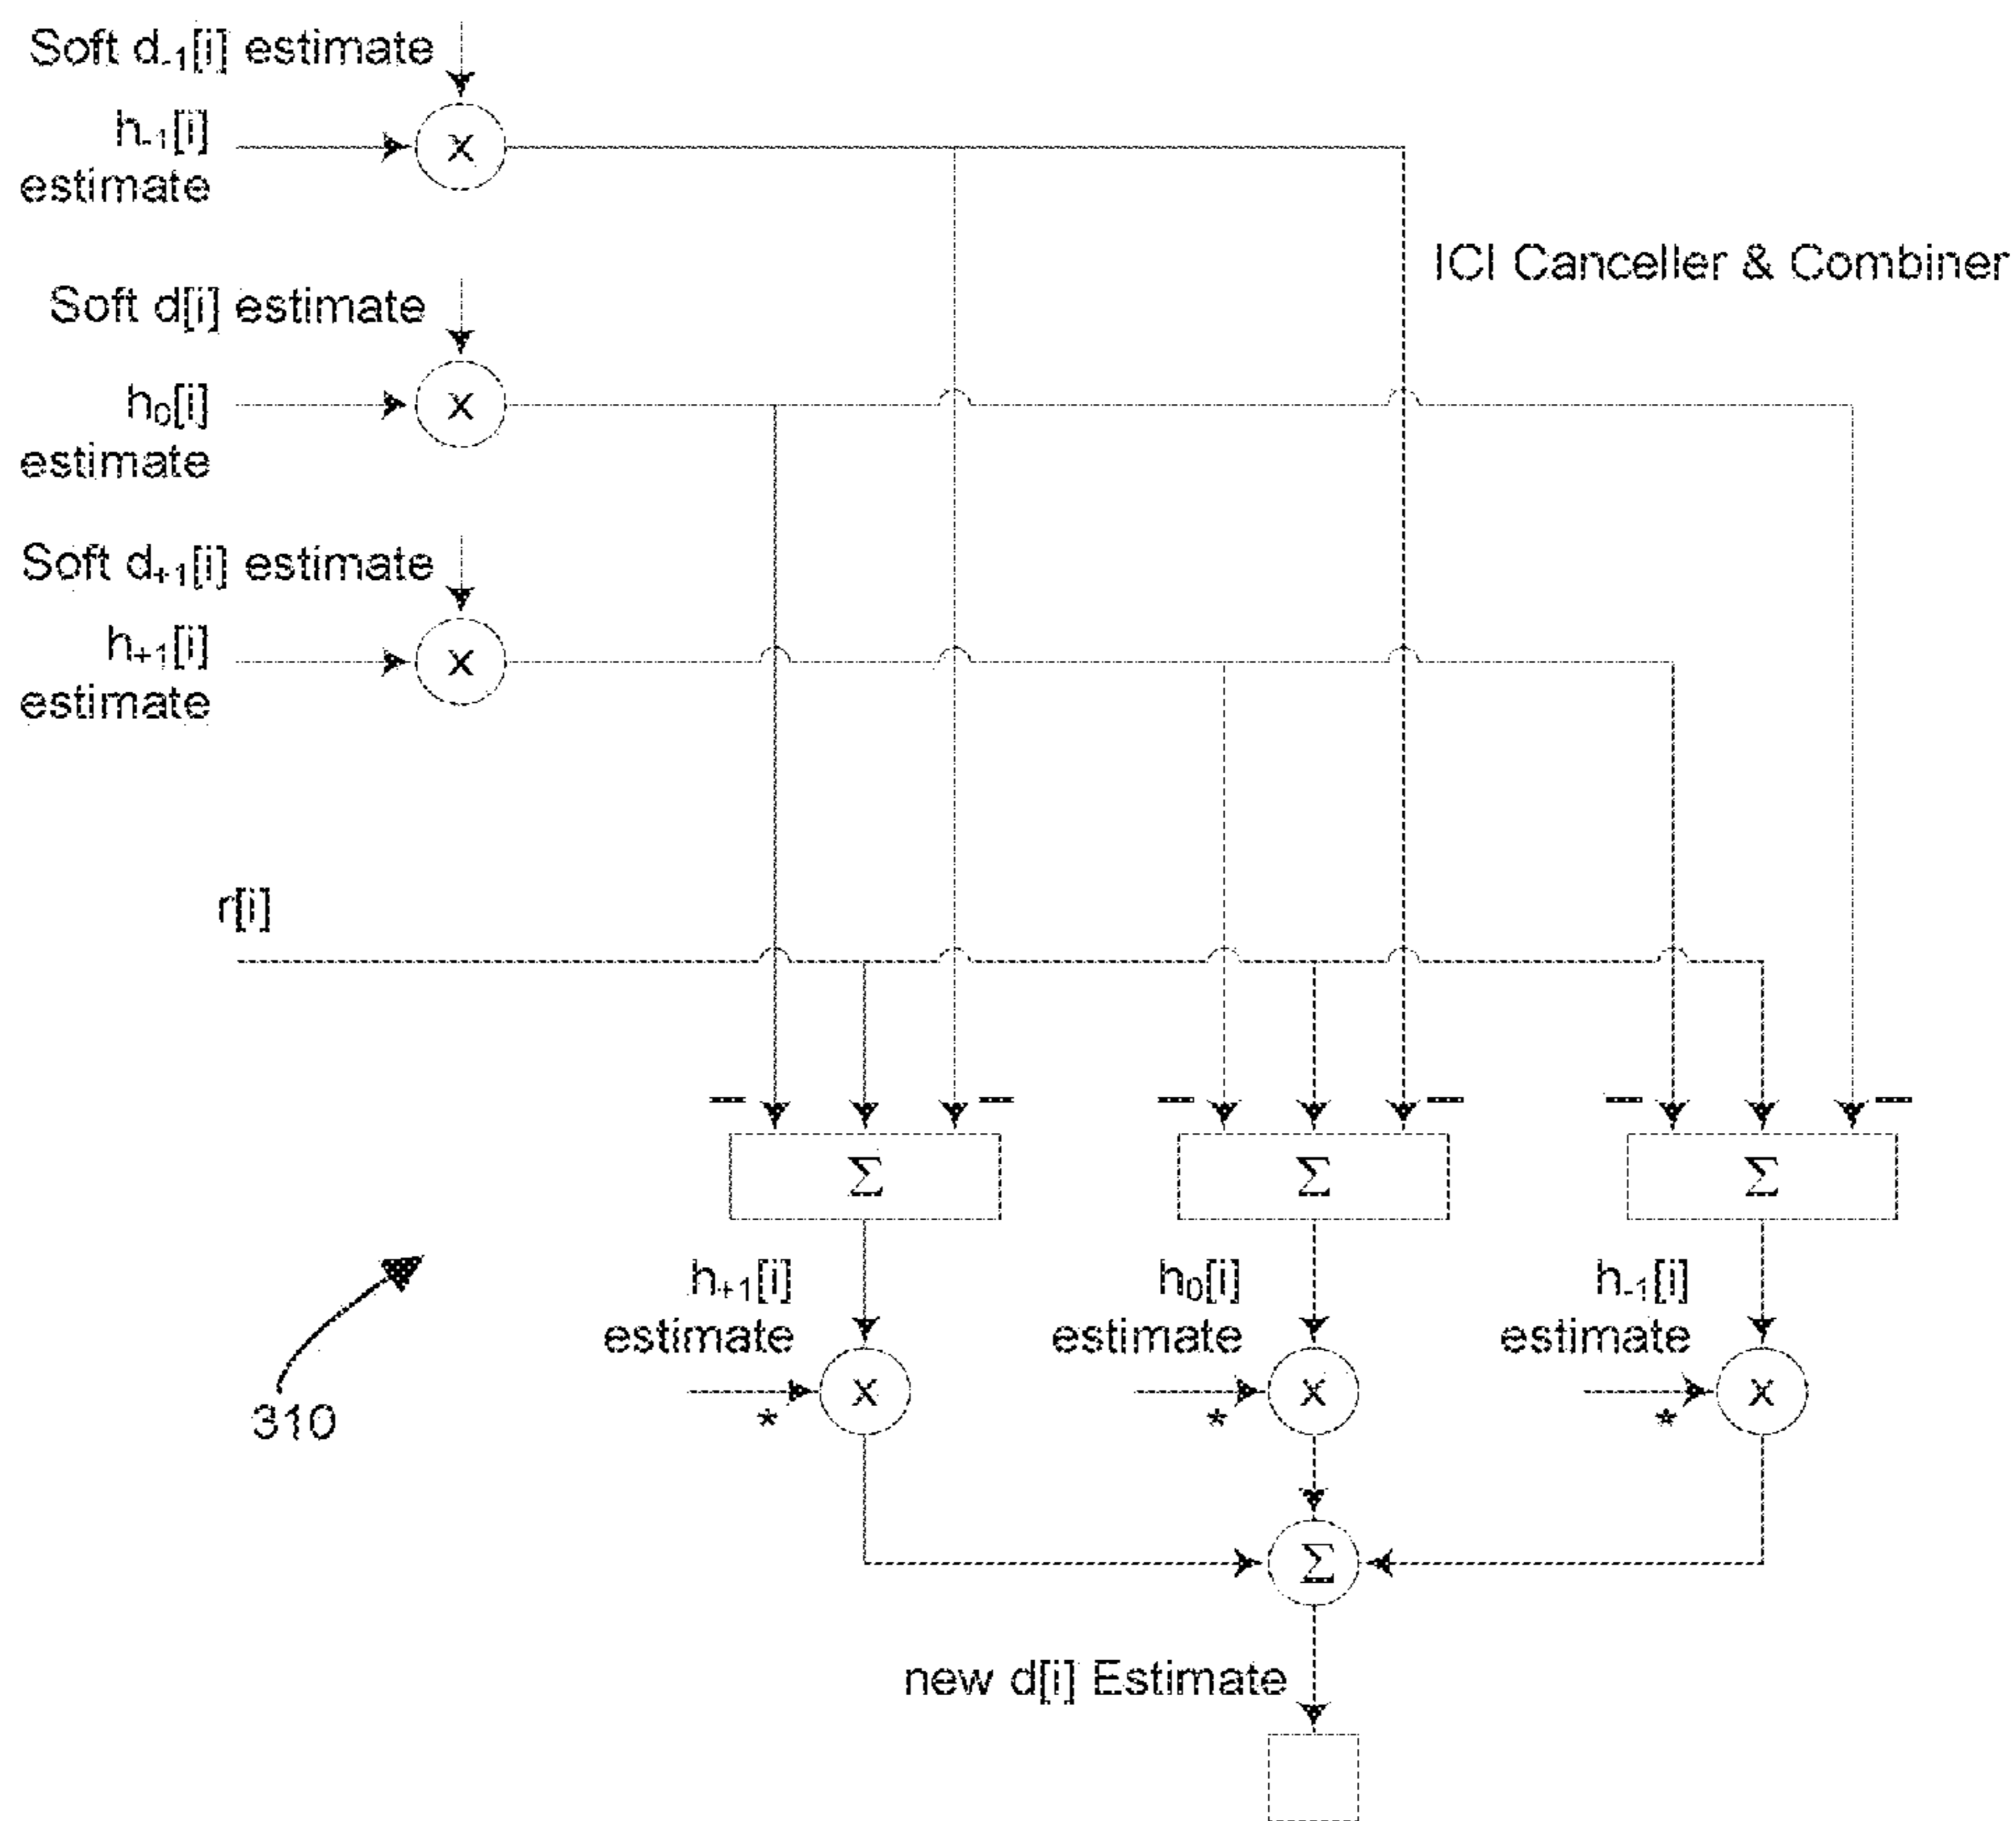 Soft d₋₁[i] estimate
h₋₁[i]
estimate
x
ICI Canceller & Combiner
Soft d[i] estimate
h₀[i]
estimate
x
Soft d₊₁[i] estimate
h₊₁[i]
estimate
x
r[i]
– – – – – –
Σ Σ Σ
h₊₁[i] h₀[i] h₋₁[i]
estimate estimate estimate
x x x
* * *
310
Σ
new d[i] Estimate